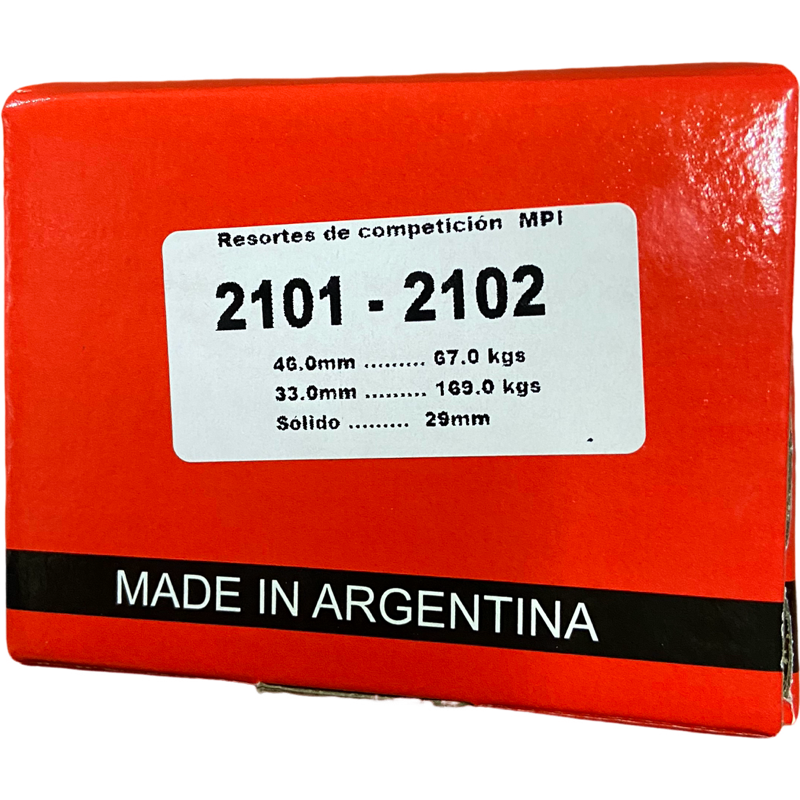 Resortes de competición MPI
2101 - 2102
46.0mm ......... 67.0 kgs
33.0mm ......... 169.0 kgs
Sólido ......... 29mm
MADE IN ARGENTINA